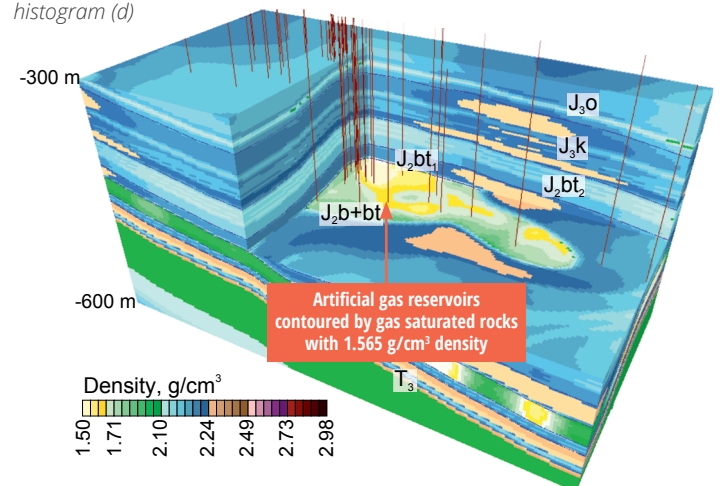 histogram (d)
-300 m
J₃o
J₃k
J₂bt₁
J₂bt₂
J₂b+bt
-600 m
Artificial gas reservoirs
contoured by gas saturated rocks
with 1.565 g/cm³ density
T₃
Density, g/cm³
1.50
1.71
2.10
2.24
2.49
2.73
2.98